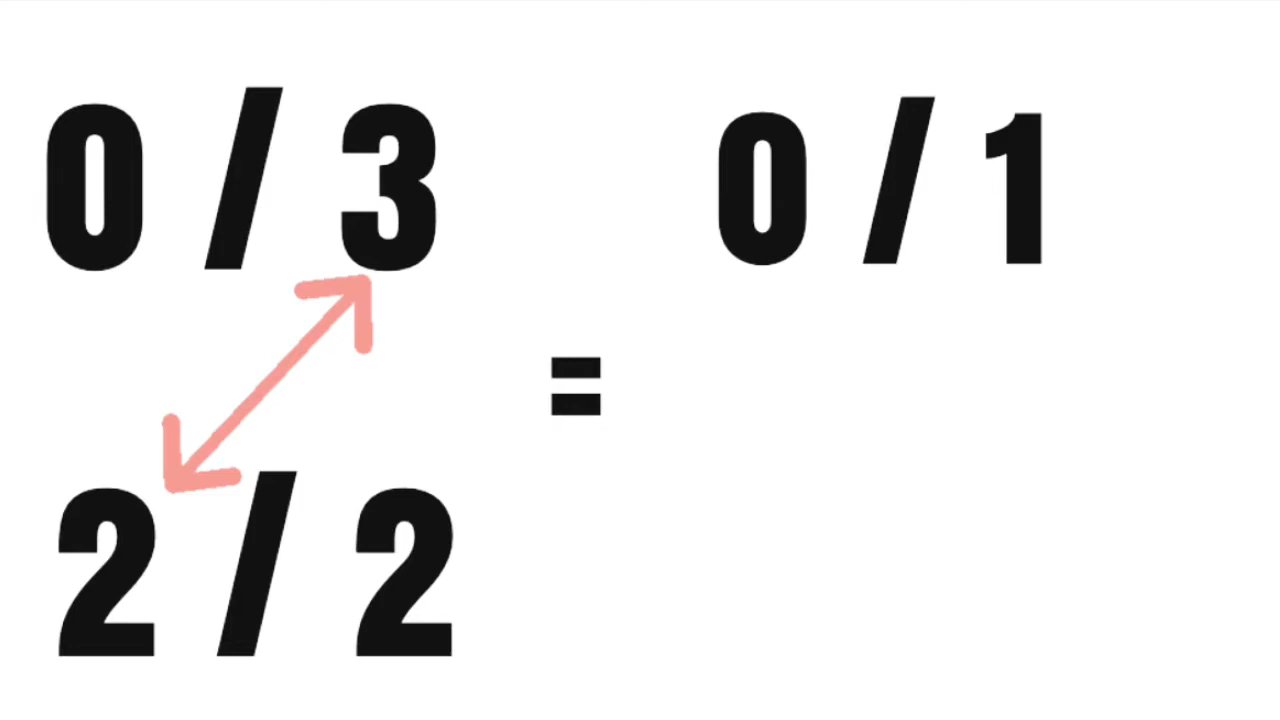 0 / 3
0 / 1
=
2 / 2